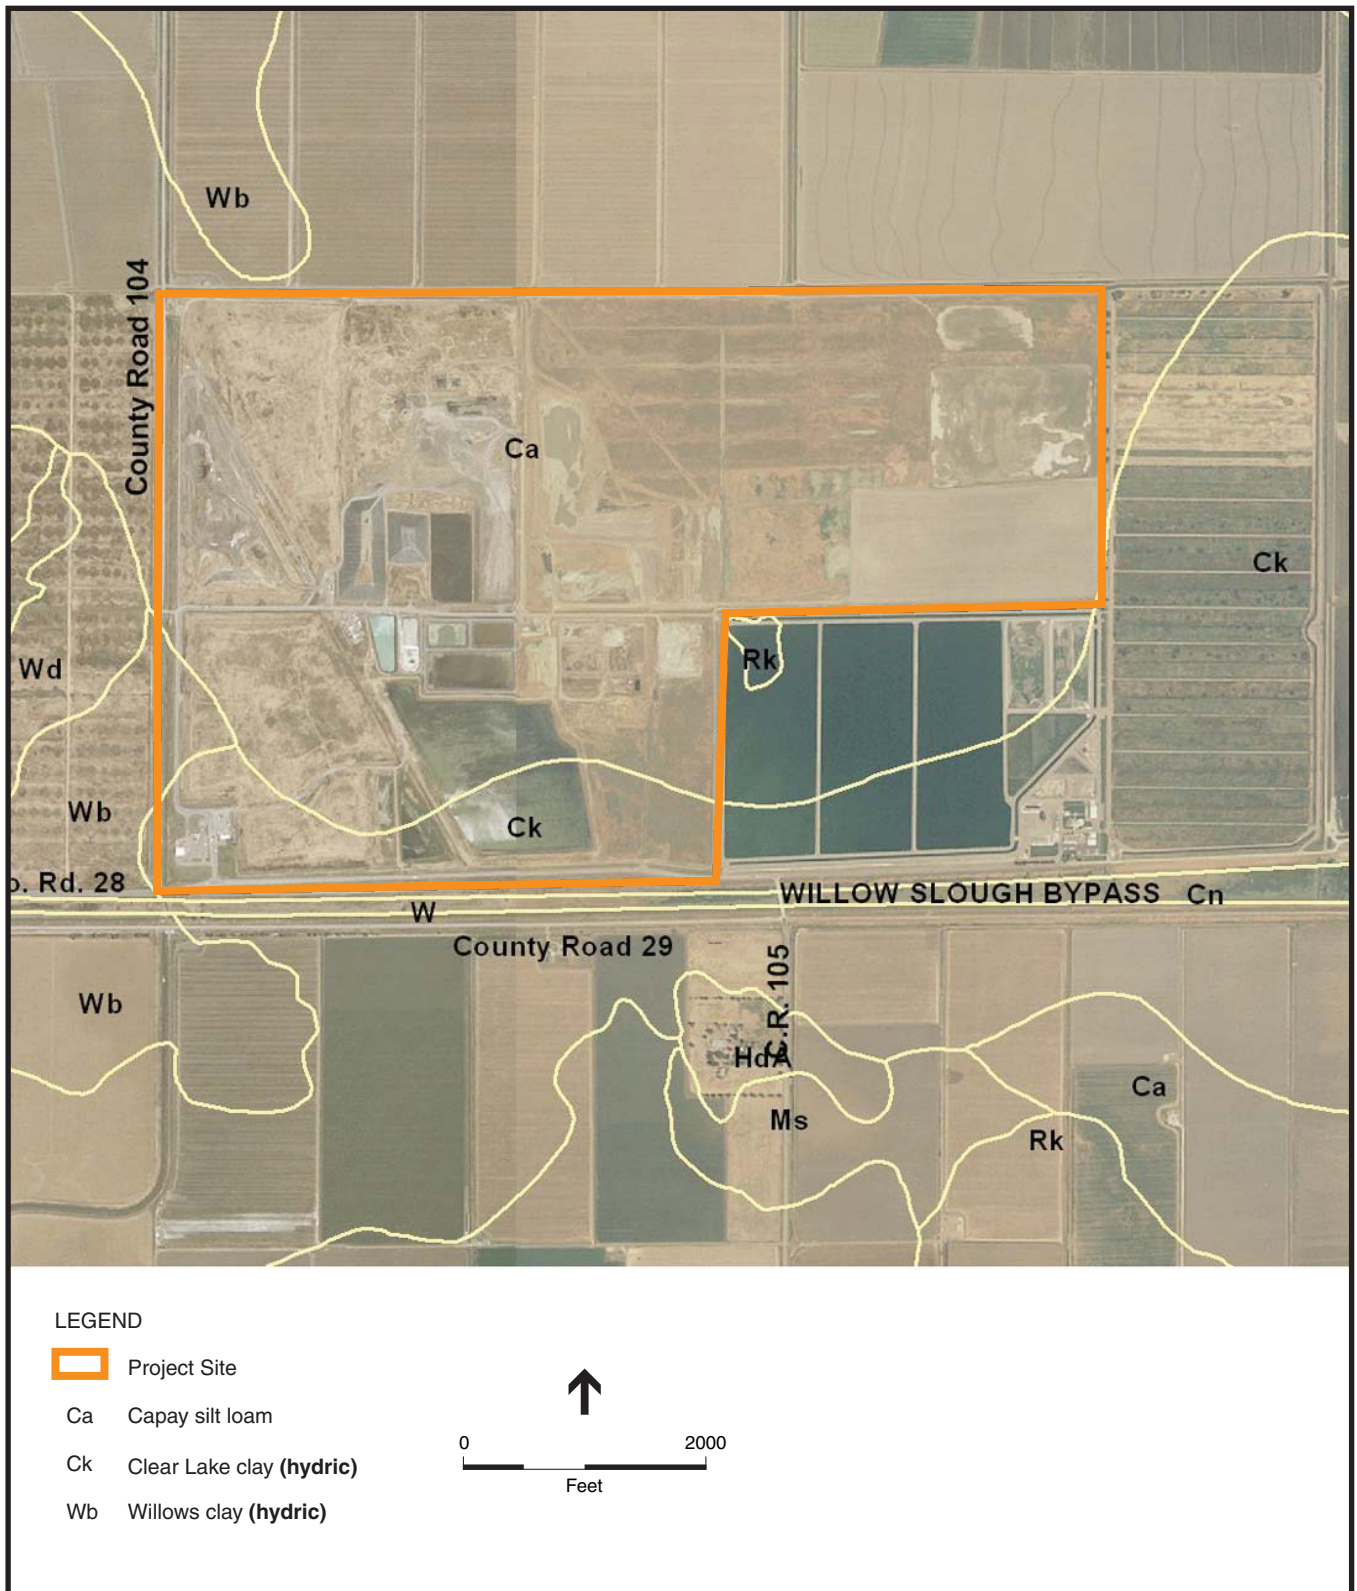 Wb
County Road 104
Ca
Ck
Wd
Rk
Wb
Ck
o. Rd. 28
W
WILLOW SLOUGH BYPASS Cn
County Road 29
C.R. 105
Wb
HdA
Ca
Ms
Rk
LEGEND
Project Site
Ca Capay silt loam
Ck Clear Lake clay (hydric)
Wb Willows clay (hydric)
0 2000
Feet